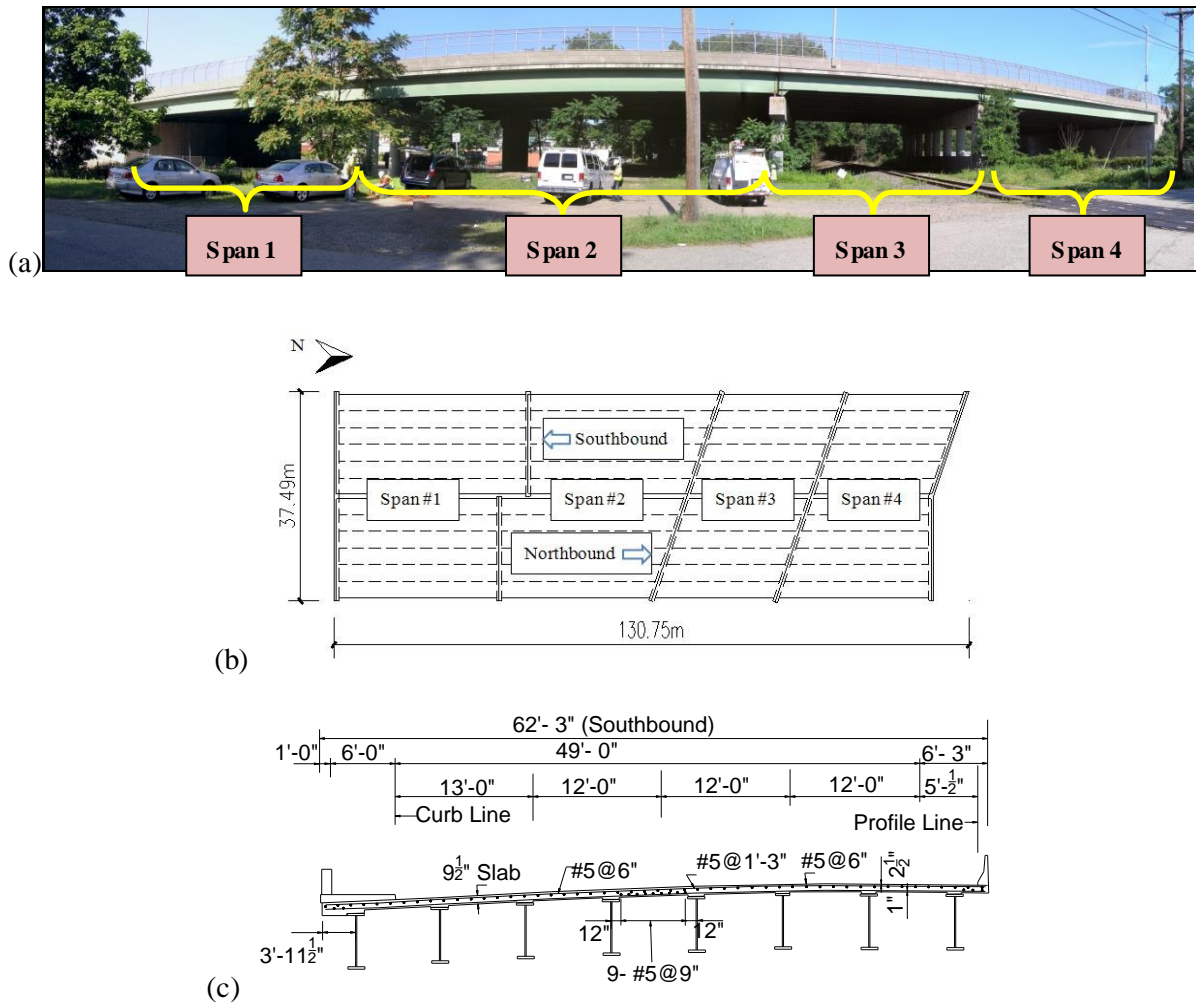 (a)
Span 1
Span 2
Span 3
Span 4
N
Southbound
Span #1
Span #2
Span #3
Span #4
Northbound
37.49m
130.75m
(b)
62'- 3" (Southbound)
1'-0"
6'-0"
49'- 0"
6'- 3"
13'-0"
12'-0"
12'-0"
12'-0"
5'-1/2"
Curb Line
Profile Line
9 1/2" Slab
#5@6"
#5@1'-3"
#5@6"
2 1/2"
1"
12"
12"
3'-11 1/2"
9- #5@9"
(c)